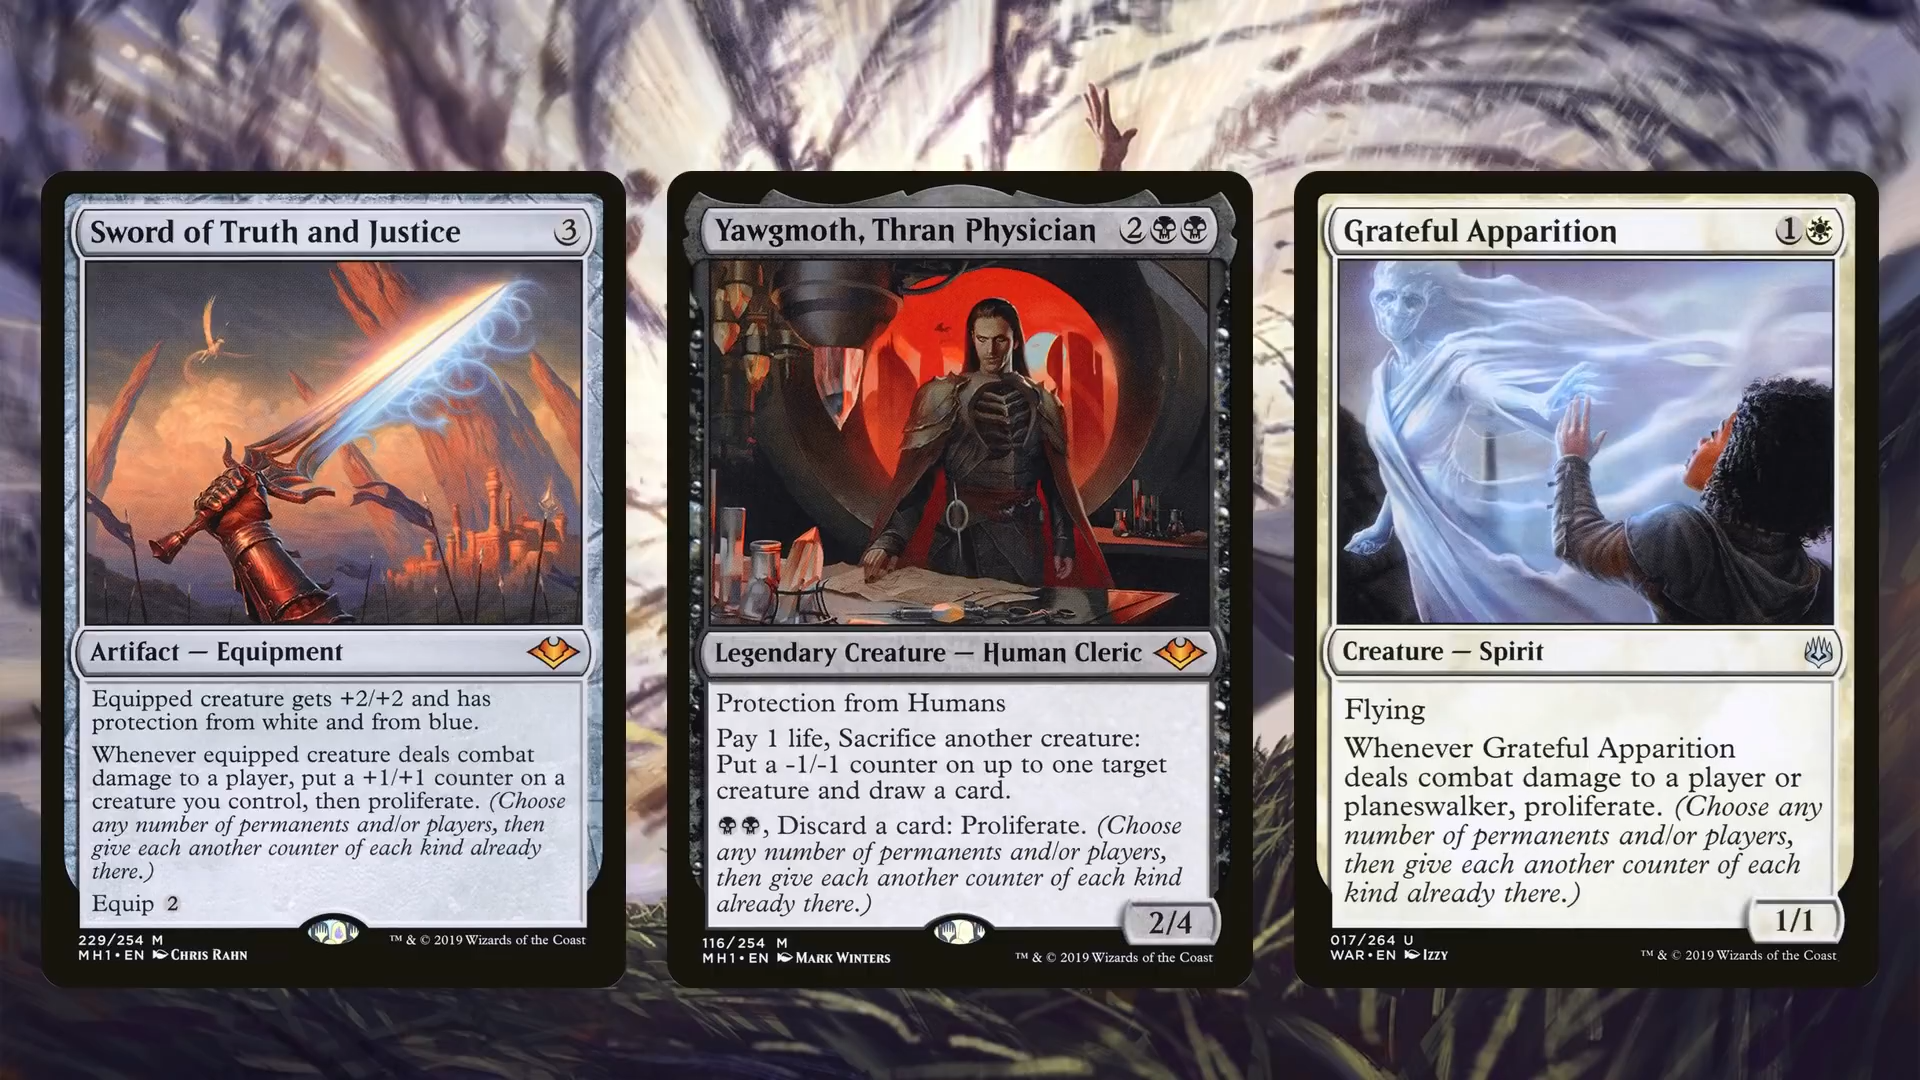 Sword of Truth and Justice 3
Artifact — Equipment
Equipped creature gets +2/+2 and has
protection from white and from blue.
Whenever equipped creature deals combat
damage to a player, put a +1/+1 counter on a
creature you control, then proliferate. (Choose
any number of permanents and/or players, then
give each another counter of each kind already
there.)
Equip 2
229/254 M
MH1 • EN Chris Rahn
™ & © 2019 Wizards of the Coast
Yawgmoth, Thran Physician 2
Legendary Creature — Human Cleric
Protection from Humans
Pay 1 life, Sacrifice another creature:
Put a -1/-1 counter on up to one target
creature and draw a card.
, Discard a card: Proliferate. (Choose
any number of permanents and/or players,
then give each another counter of each kind
already there.)
2/4
116/254 M
MH1 • EN Mark Winters
™ & © 2019 Wizards of the Coast
Grateful Apparition 1
Creature — Spirit
Flying
Whenever Grateful Apparition
deals combat damage to a player or
planeswalker, proliferate. (Choose any
number of permanents and/or players,
then give each another counter of each
kind already there.)
1/1
017/264 U
WAR • EN Izzy
™ & © 2019 Wizards of the Coast